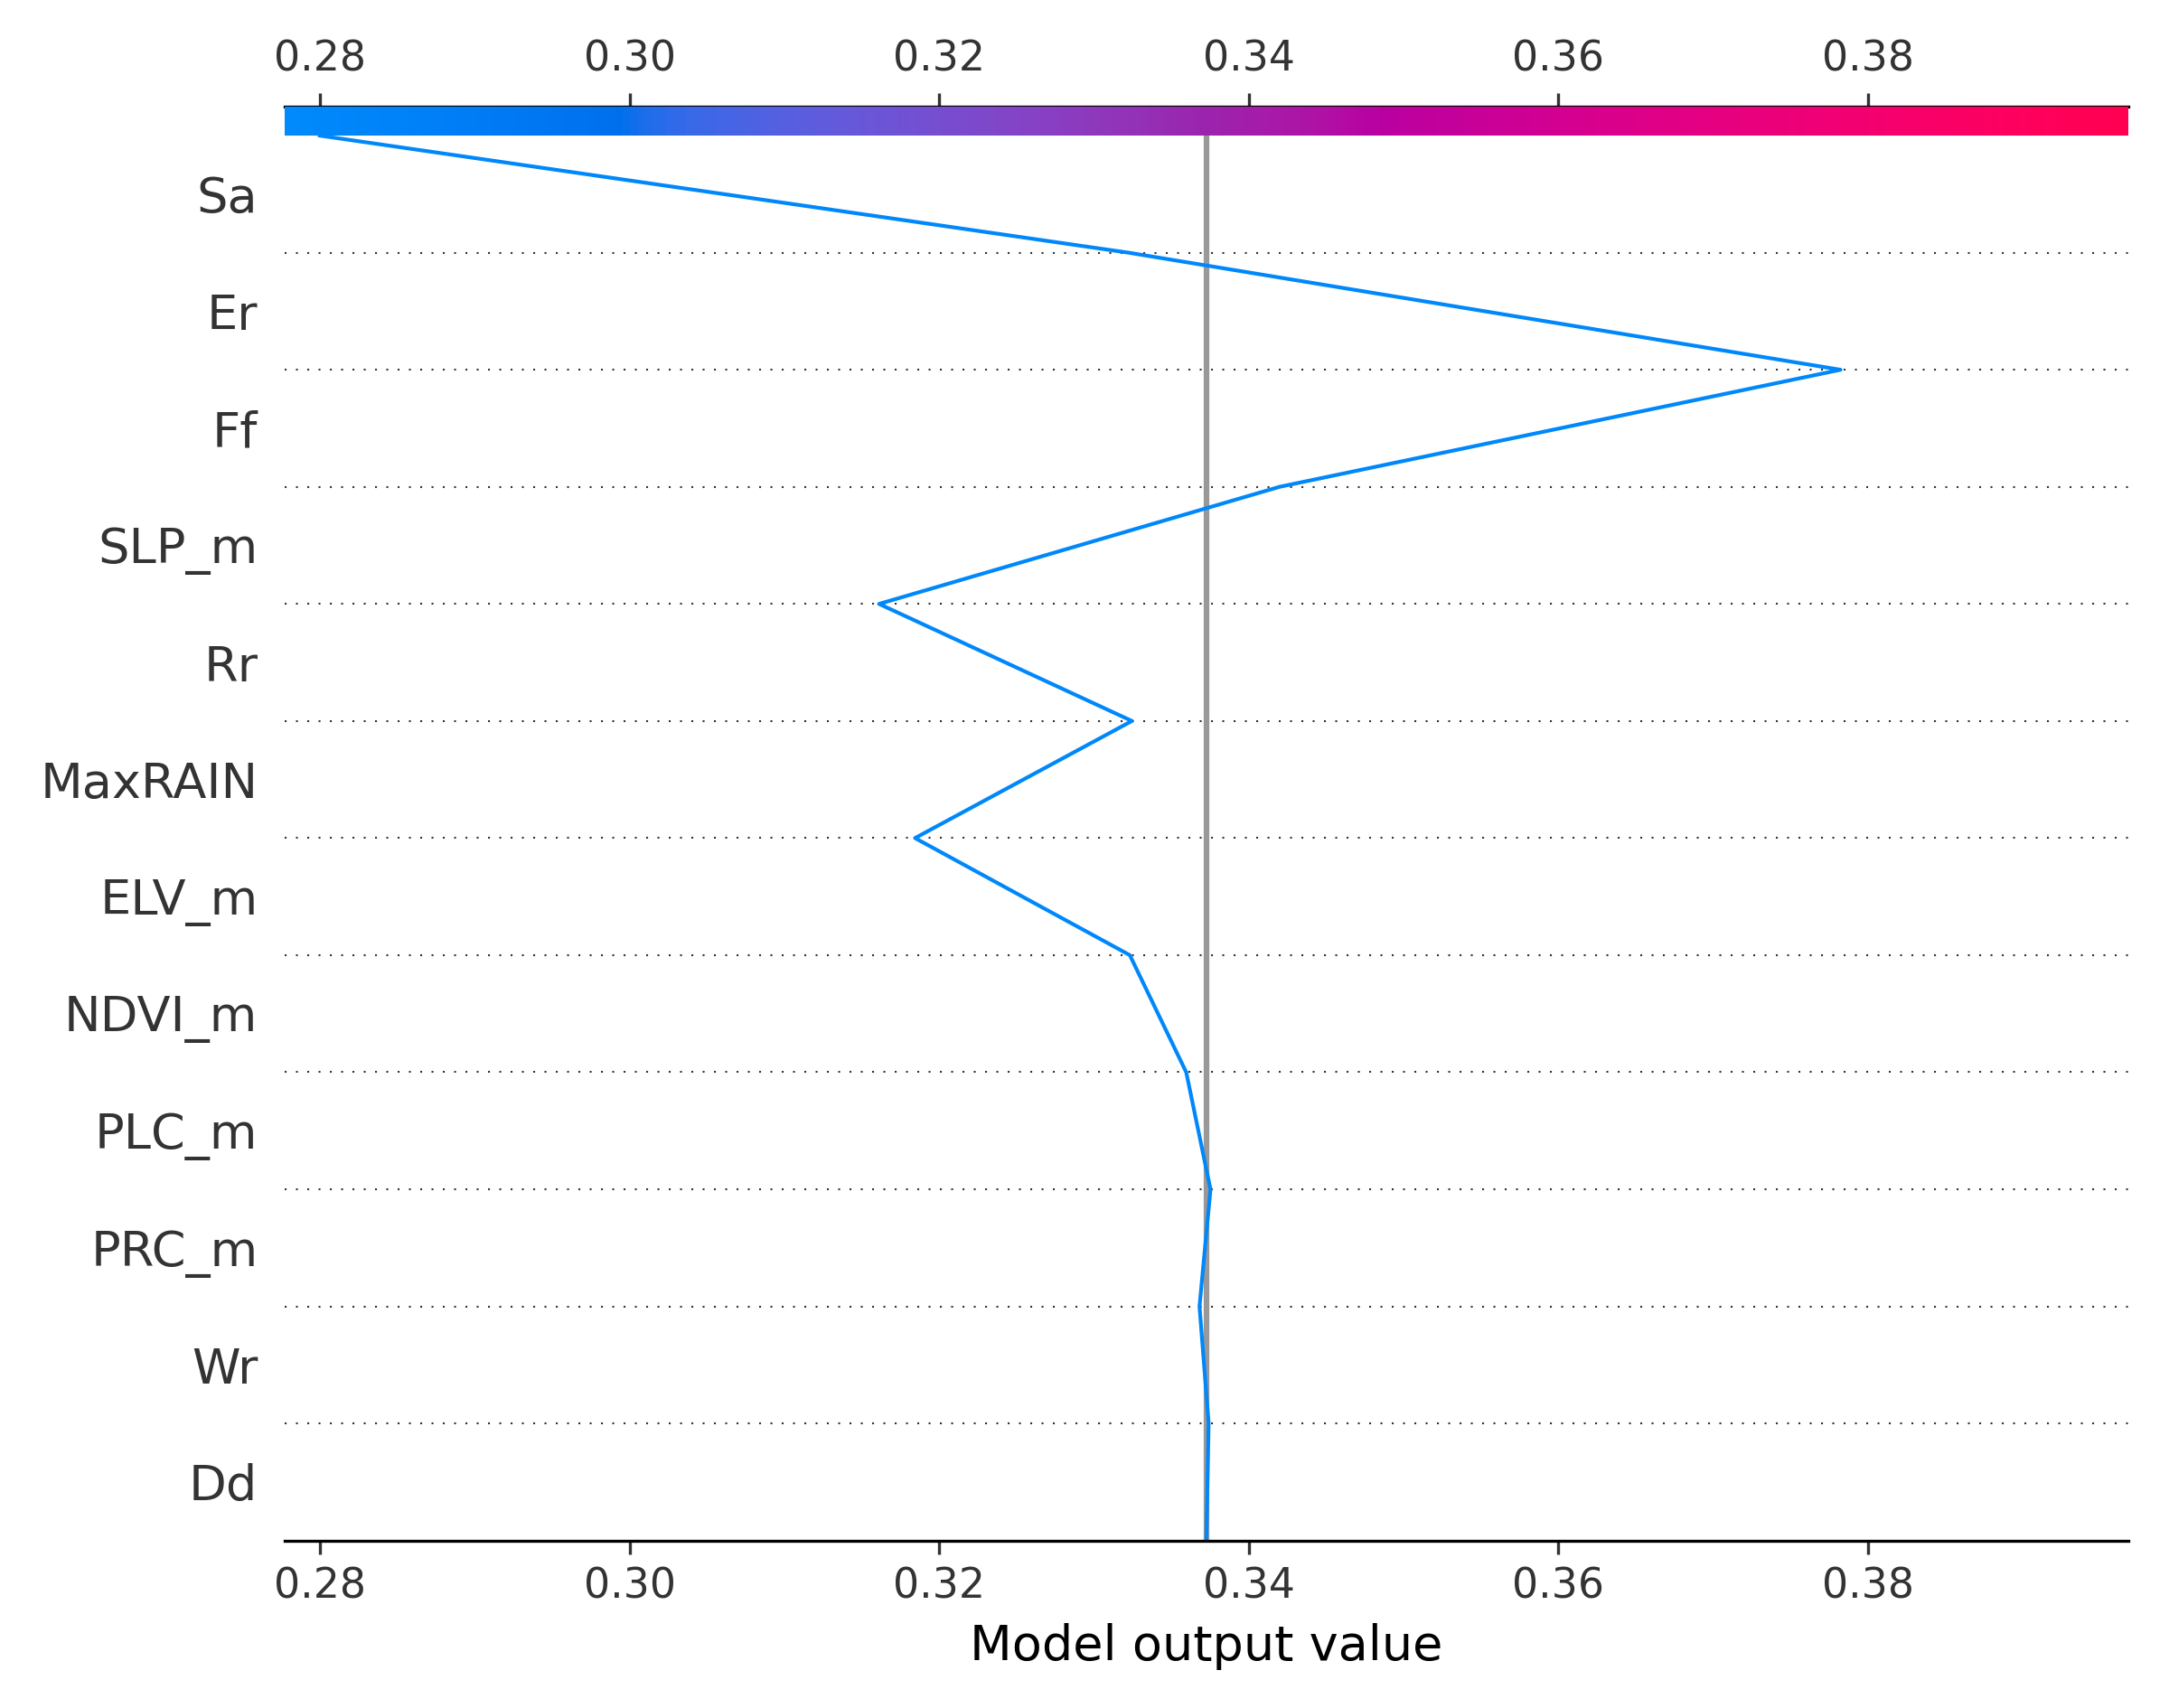 0.28 0.30 0.32 0.34 0.36 0.38
Sa
Er
Ff
SLP_m
Rr
MaxRAIN
ELV_m
NDVI_m
PLC_m
PRC_m
Wr
Dd
0.28 0.30 0.32 0.34 0.36 0.38
Model output value